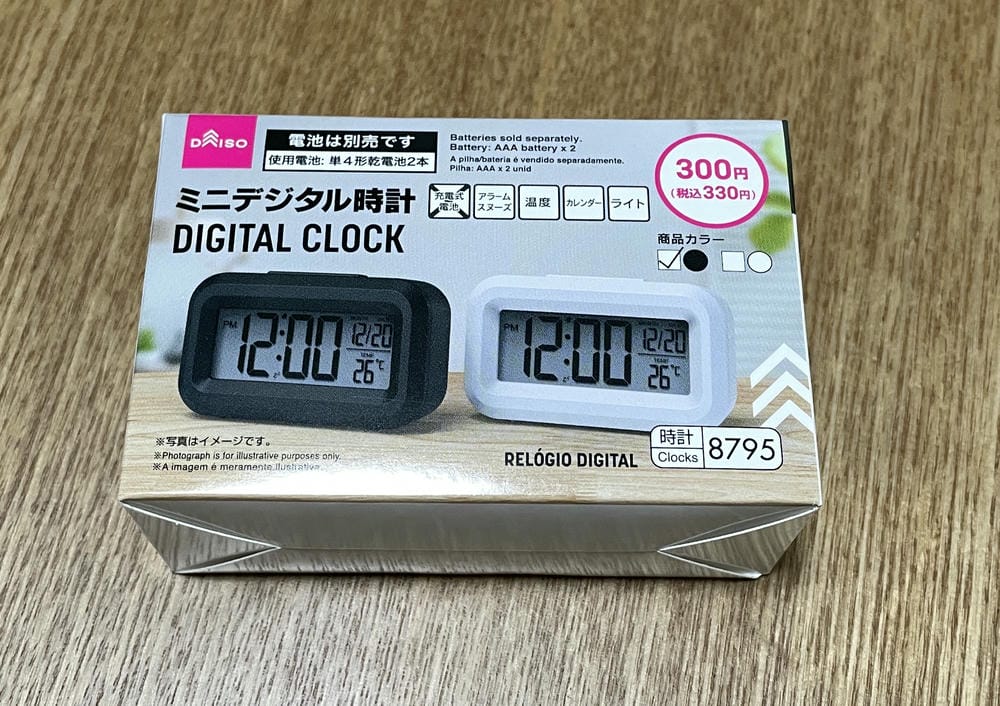 DAISO
電池は別売です
使用電池: 単4形乾電池2本
Batteries sold separately.
Battery: AAA battery x 2
A pilha/bateria é vendido separadamente.
Pilha: AAA x 2 unid
300円
(税込330円)
ミニデジタル時計
DIGITAL CLOCK
充電式
電池
アラーム
スヌーズ
温度
カレンダー
ライト
商品カラー
PM 12:00 12/20
TEMP
26℃
PM 12:00 12/20
TEMP
26℃
※写真はイメージです。
※Photograph is for illustrative purposes only.
※A imagem é meramente ilustrativa.
RELÓGIO DIGITAL
時計
Clocks
8795